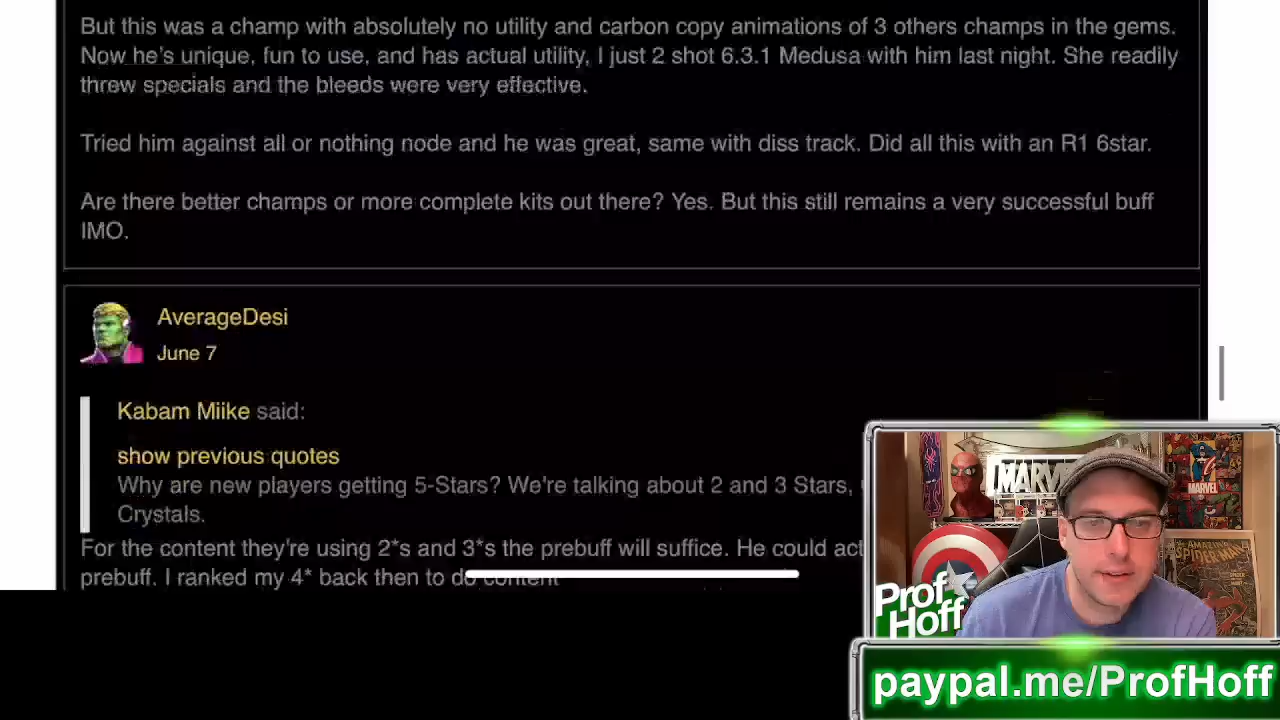 But this was a champ with absolutely no utility and carbon copy animations of 3 others champs in the gems.
Now he's unique, fun to use, and has actual utility, I just 2 shot 6.3.1 Medusa with him last night. She readily
threw specials and the bleeds were very effective.
Tried him against all or nothing node and he was great, same with diss track. Did all this with an R1 6star.
Are there better champs or more complete kits out there? Yes. But this still remains a very successful buff
IMO.
AverageDesi
June 7
Kabam Miike said:
show previous quotes
Why are new players getting 5-Stars? We're talking about 2 and 3 Stars,
Crystals.
For the content they're using 2*s and 3*s the prebuff will suffice. He could act
prebuff. I ranked my 4* back then to do content
MARVEL
MARVEL
THE AMAZING
SPIDER-MAN
Prof
Hoff
paypal.me/ProfHoff